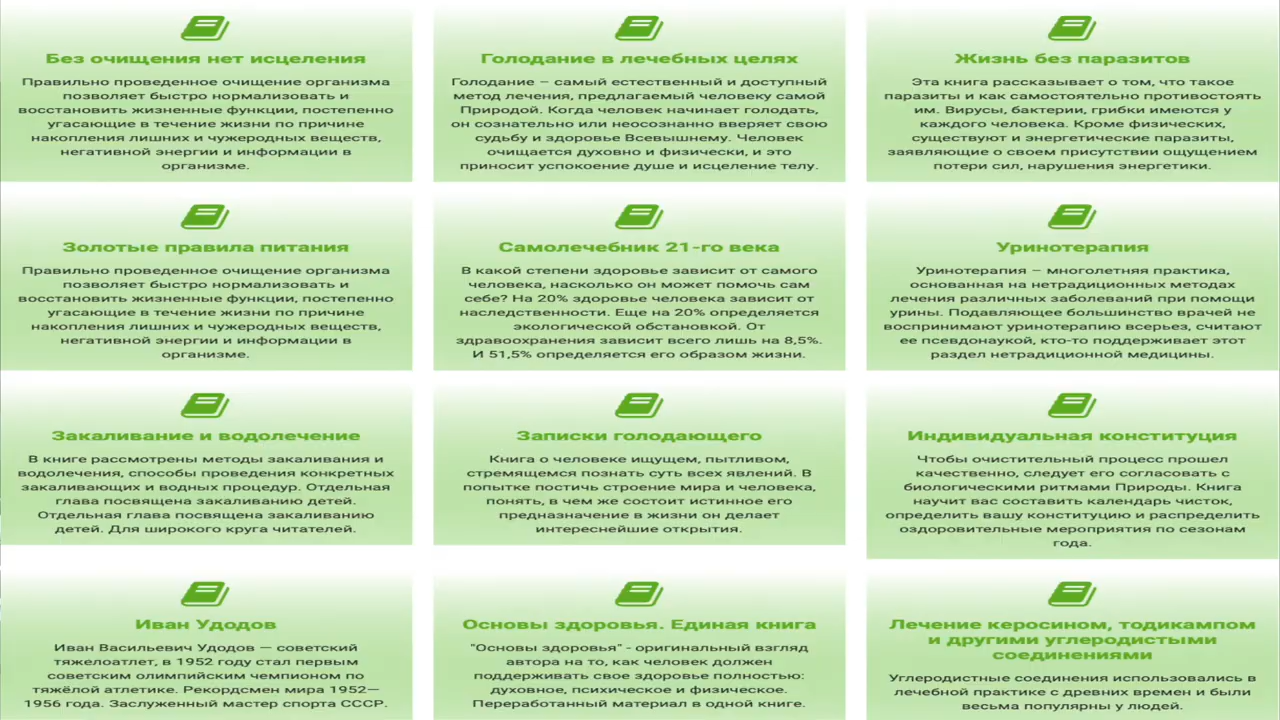 Без очищения нет исцеления
Правильно проведенное очищение организма
позволяет быстро нормализовать и
восстановить жизненные функции, постепенно
угасающие в течение жизни по причине
накопления лишних и чужеродных веществ,
негативной энергии и информации в
организме.
Голодание в лечебных целях
Голодание – самый естественный и доступный
метод лечения, предлагаемый человеку самой
Природой. Когда человек начинает голодать,
он сознательно или неосознанно вверяет свою
судьбу и здоровье Всевышнему. Человек
очищается духовно и физически, и это
приносит успокоение душе и исцеление телу.
Жизнь без паразитов
Эта книга рассказывает о том, что такое
паразиты и как самостоятельно противостоять
им. Вирусы, бактерии, грибки имеются у
каждого человека. Кроме физических,
существуют и энергетические паразиты,
заявляющие о своем присутствии ощущением
потери сил, нарушения энергетики.
Золотые правила питания
Правильно проведенное очищение организма
позволяет быстро нормализовать и
восстановить жизненные функции, постепенно
угасающие в течение жизни по причине
накопления лишних и чужеродных веществ,
негативной энергии и информации в
организме.
Самолечебник 21-го века
В какой степени здоровье зависит от самого
человека, насколько он может помочь сам
себе? На 20% здоровье человека зависит от
наследственности. Еще на 20% определяется
экологической обстановкой. От
здравоохранения зависит всего лишь на 8,5%.
И 51,5% определяется его образом жизни.
Уринотерапия
Уринотерапия – многолетняя практика,
основанная на нетрадиционных методах
лечения различных заболеваний при помощи
урины. Подавляющее большинство врачей не
воспринимают уринотерапию всерьез, считают
ее псевдонаукой, кто-то поддерживает этот
раздел нетрадиционной медицины.
Закаливание и водолечение
В книге рассмотрены методы закаливания и
водолечения, способы проведения конкретных
закаливающих и водных процедур. Отдельная
глава посвящена закаливанию детей.
Отдельная глава посвящена закаливанию
детей. Для широкого круга читателей.
Записки голодающего
Книга о человеке ищущем, пытливом,
стремящемся познать суть всех явлений. В
попытке постичь строение мира и человека,
понять, в чем же состоит истинное его
предназначение в жизни он делает
интереснейшие открытия.
Индивидуальная конституция
Чтобы очистительный процесс прошел
качественно, следует его согласовать с
биологическими ритмами Природы. Книга
научит вас составить календарь чисток,
определить вашу конституцию и распределить
оздоровительные мероприятия по сезонам
года.
Иван Удодов
Иван Васильевич Удодов — советский
тяжелоатлет, в 1952 году стал первым
советским олимпийским чемпионом по
тяжёлой атлетике. Рекордсмен мира 1952—
1956 года. Заслуженный мастер спорта СССР.
Основы здоровья. Единая книга
"Основы здоровья" - оригинальный взгляд
автора на то, как человек должен
поддерживать свое здоровье полностью:
духовное, психическое и физическое.
Переработанный материал в одной книге.
Лечение керосином, тодикампом
и другими углеродистыми
соединениями
Углеродистые соединения использовались в
лечебной практике с древних времен и были
весьма популярны у людей.